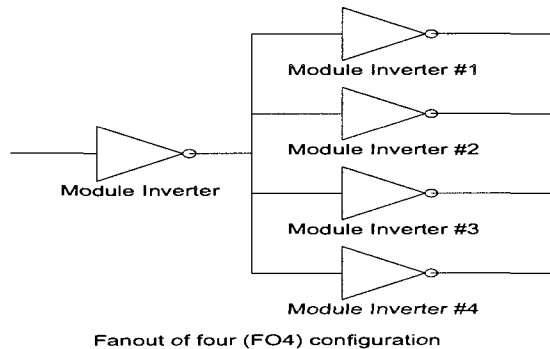 Module Inverter #1
Module Inverter #2
Module Inverter
Module Inverter #3
Module Inverter #4
Fanout of four (FO4) configuration